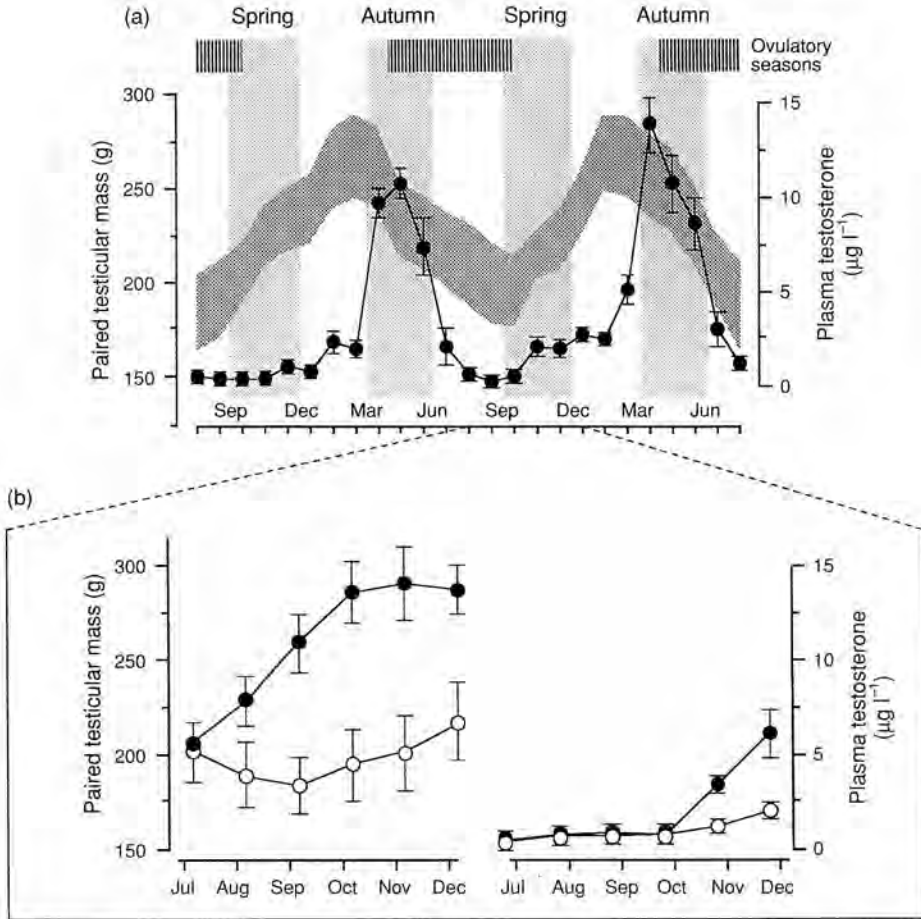 (a)
Spring Autumn Spring Autumn
Ovulatory
seasons
Paired testicular mass (g)
300
250
200
150
Plasma testosterone
(µg l⁻¹)
15
10
5
0
Sep Dec Mar Jun Sep Dec Mar Jun
(b)
Paired testicular mass (g)
300
250
200
150
Jul Aug Sep Oct Nov Dec
Plasma testosterone
(µg l⁻¹)
15
10
5
0
Jul Aug Sep Oct Nov Dec